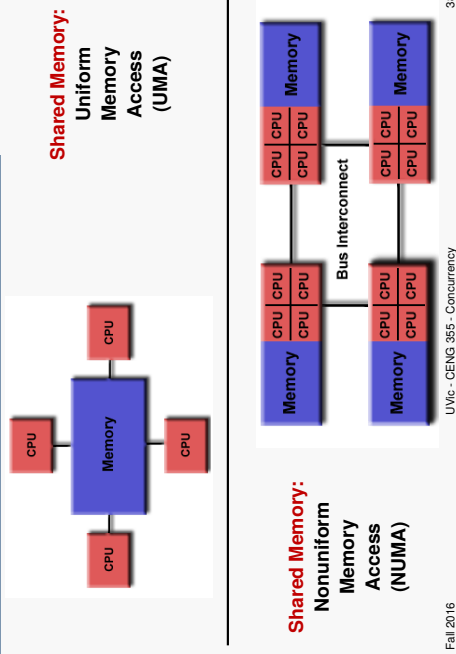 Shared Memory:
Uniform
Memory
Access
(UMA)
CPU
CPU
Memory
CPU
CPU
Shared Memory:
Nonuniform
Memory
Access
(NUMA)
Memory
CPU CPU
CPU CPU
CPU CPU
CPU CPU
Memory
Bus Interconnect
Memory
CPU CPU
CPU CPU
CPU CPU
CPU CPU
Memory
Fall 2016
UVic - CENG 355 - Concurrency